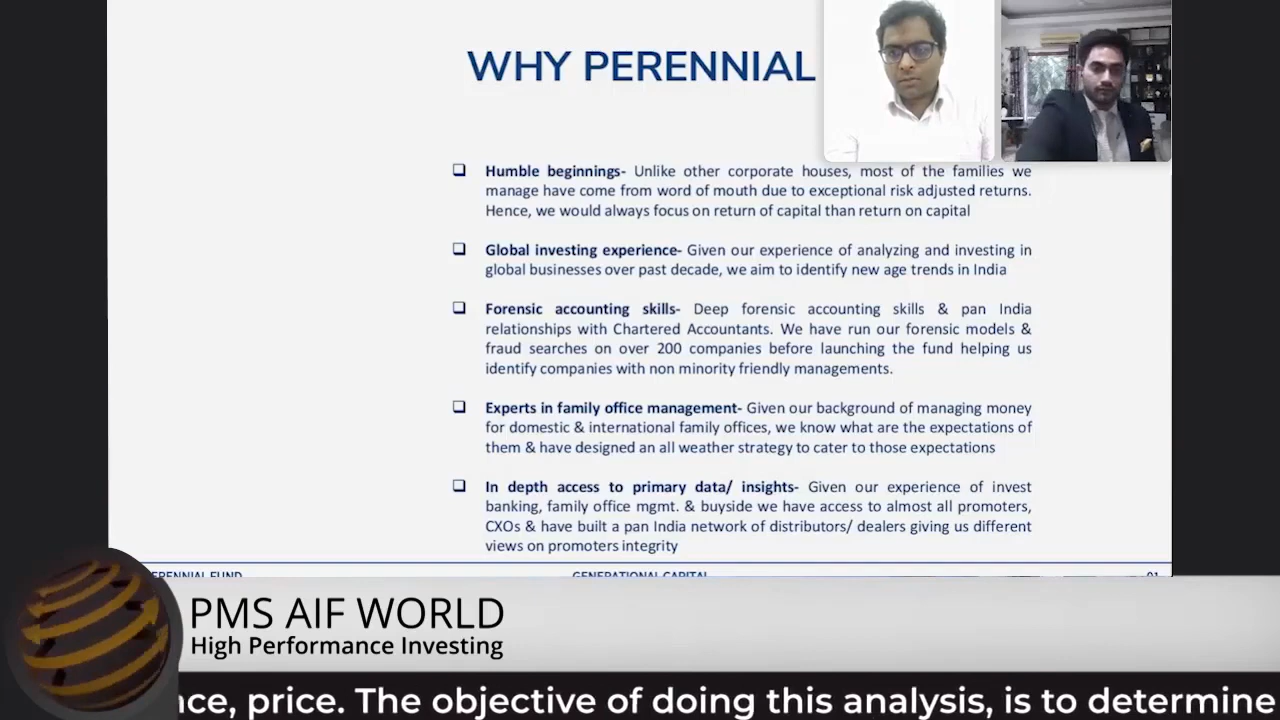 WHY PERENNIAL
Humble beginnings- Unlike other corporate houses, most of the families we
manage have come from word of mouth due to exceptional risk adjusted returns.
Hence, we would always focus on return of capital than return on capital
Global investing experience- Given our experience of analyzing and investing in
global businesses over past decade, we aim to identify new age trends in India
Forensic accounting skills- Deep forensic accounting skills & pan India
relationships with Chartered Accountants. We have run our forensic models &
fraud searches on over 200 companies before launching the fund helping us
identify companies with non minority friendly managements.
Experts in family office management- Given our background of managing money
for domestic & international family offices, we know what are the expectations of
them & have designed an all weather strategy to cater to those expectations
In depth access to primary data/ insights- Given our experience of invest
banking, family office mgmt. & buyside we have access to almost all promoters,
CXOs & have built a pan India network of distributors/ dealers giving us different
views on promoters integrity
ERENNIAL FUND GENERATIONAL CAPITAL 01
PMS AIF WORLD
High Performance Investing
nce, price. The objective of doing this analysis, is to determine